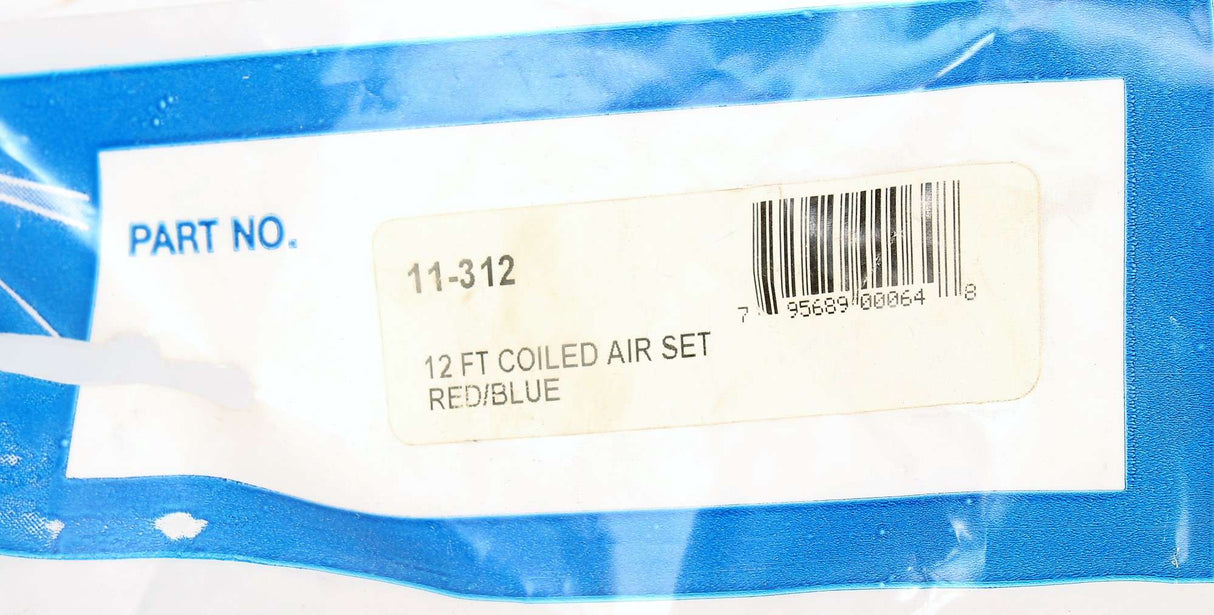 PART NO.
11-312
7 95689 00064 8
12 FT COILED AIR SET
RED/BLUE